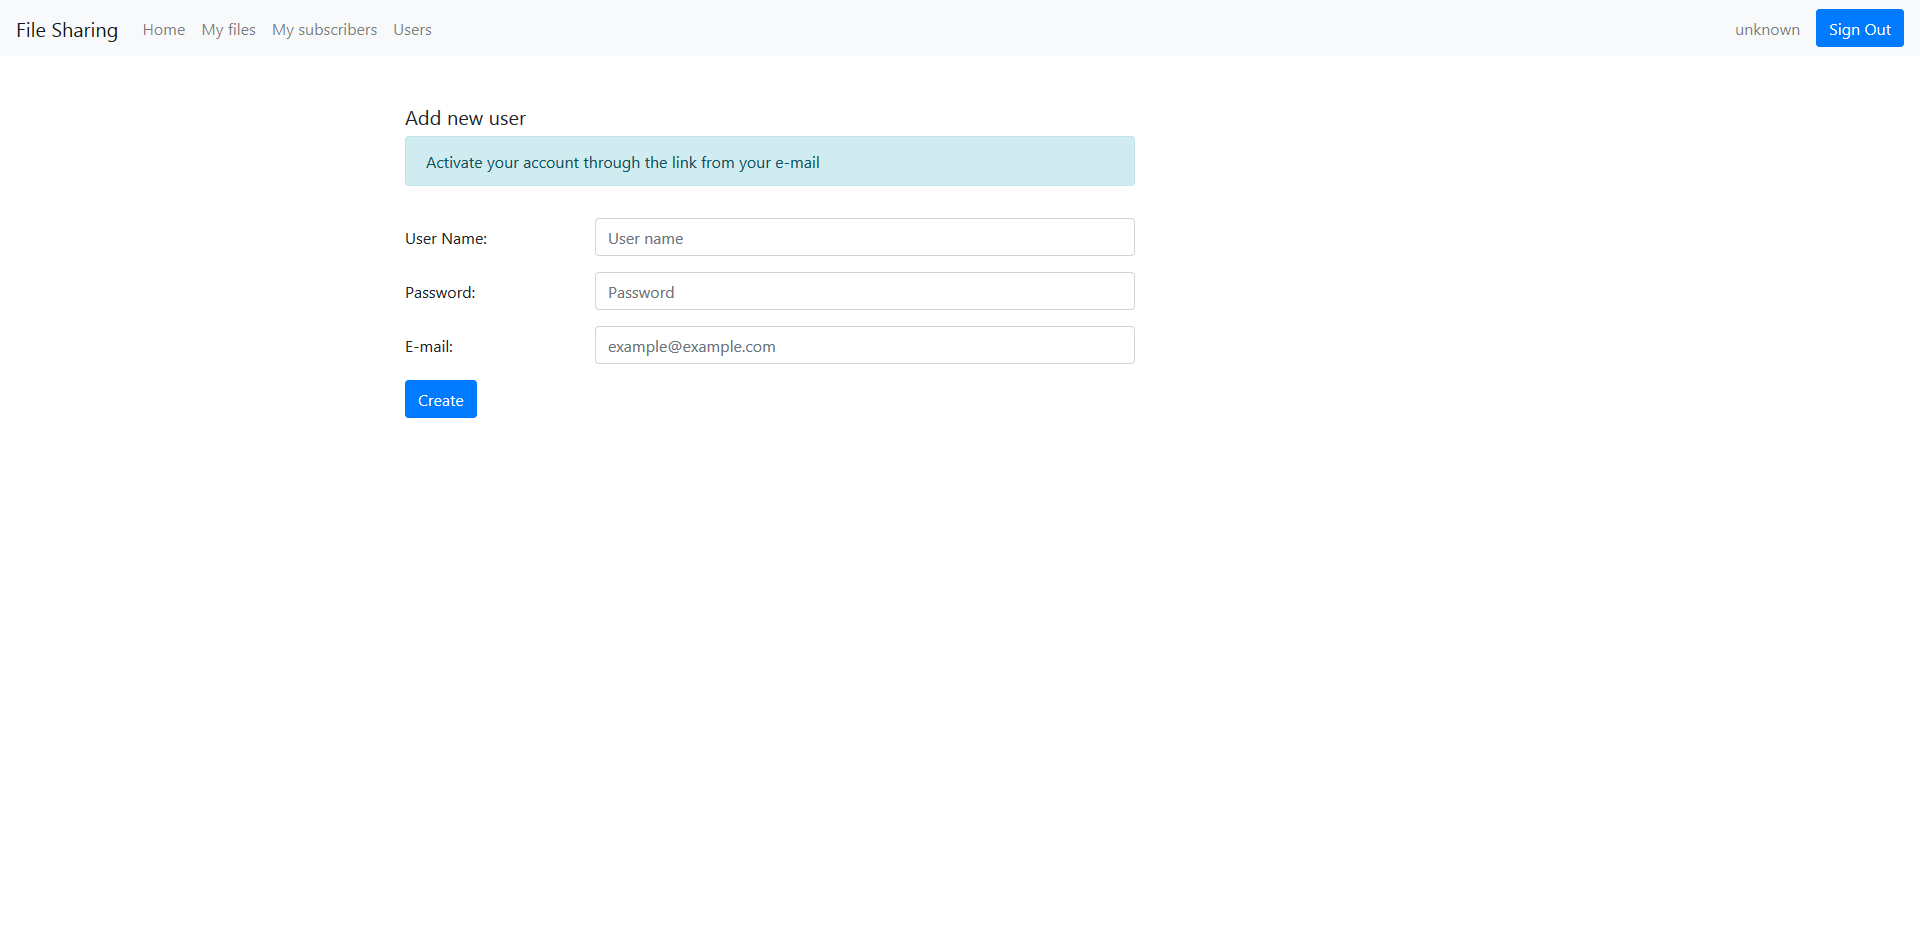 File Sharing Home My files My subscribers Users unknown Sign Out
Add new user
Activate your account through the link from your e-mail
User Name: User name
Password: Password
E-mail: example@example.com
Create